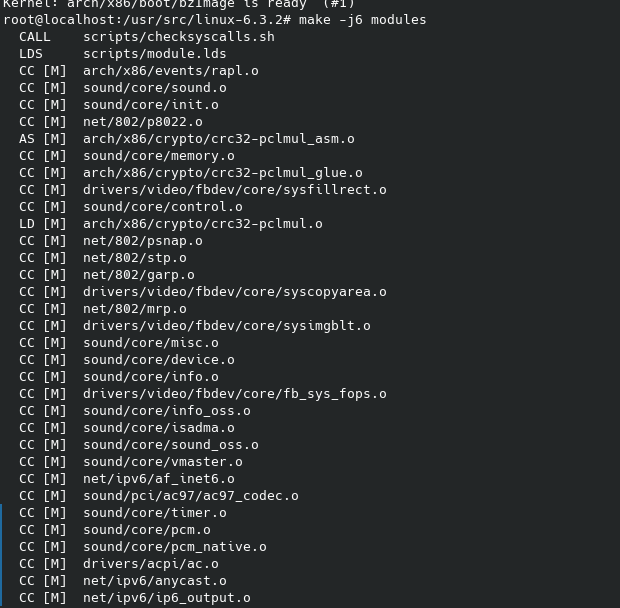 Kernel: arch/x86/boot/bzImage is ready  (#1)
root@localhost:/usr/src/linux-6.3.2# make -j6 modules
  CALL    scripts/checksyscalls.sh
  LDS     scripts/module.lds
  CC [M]  arch/x86/events/rapl.o
  CC [M]  sound/core/sound.o
  CC [M]  sound/core/init.o
  CC [M]  net/802/p8022.o
  AS [M]  arch/x86/crypto/crc32-pclmul_asm.o
  CC [M]  sound/core/memory.o
  CC [M]  arch/x86/crypto/crc32-pclmul_glue.o
  CC [M]  drivers/video/fbdev/core/sysfillrect.o
  CC [M]  sound/core/control.o
  LD [M]  arch/x86/crypto/crc32-pclmul.o
  CC [M]  net/802/psnap.o
  CC [M]  net/802/stp.o
  CC [M]  net/802/garp.o
  CC [M]  drivers/video/fbdev/core/syscopyarea.o
  CC [M]  net/802/mrp.o
  CC [M]  drivers/video/fbdev/core/sysimgblt.o
  CC [M]  sound/core/misc.o
  CC [M]  sound/core/device.o
  CC [M]  sound/core/info.o
  CC [M]  drivers/video/fbdev/core/fb_sys_fops.o
  CC [M]  sound/core/info_oss.o
  CC [M]  sound/core/isadma.o
  CC [M]  sound/core/sound_oss.o
  CC [M]  sound/core/vmaster.o
  CC [M]  net/ipv6/af_inet6.o
  CC [M]  sound/pci/ac97/ac97_codec.o
  CC [M]  sound/core/timer.o
  CC [M]  sound/core/pcm.o
  CC [M]  sound/core/pcm_native.o
  CC [M]  drivers/acpi/ac.o
  CC [M]  net/ipv6/anycast.o
  CC [M]  net/ipv6/ip6_output.o